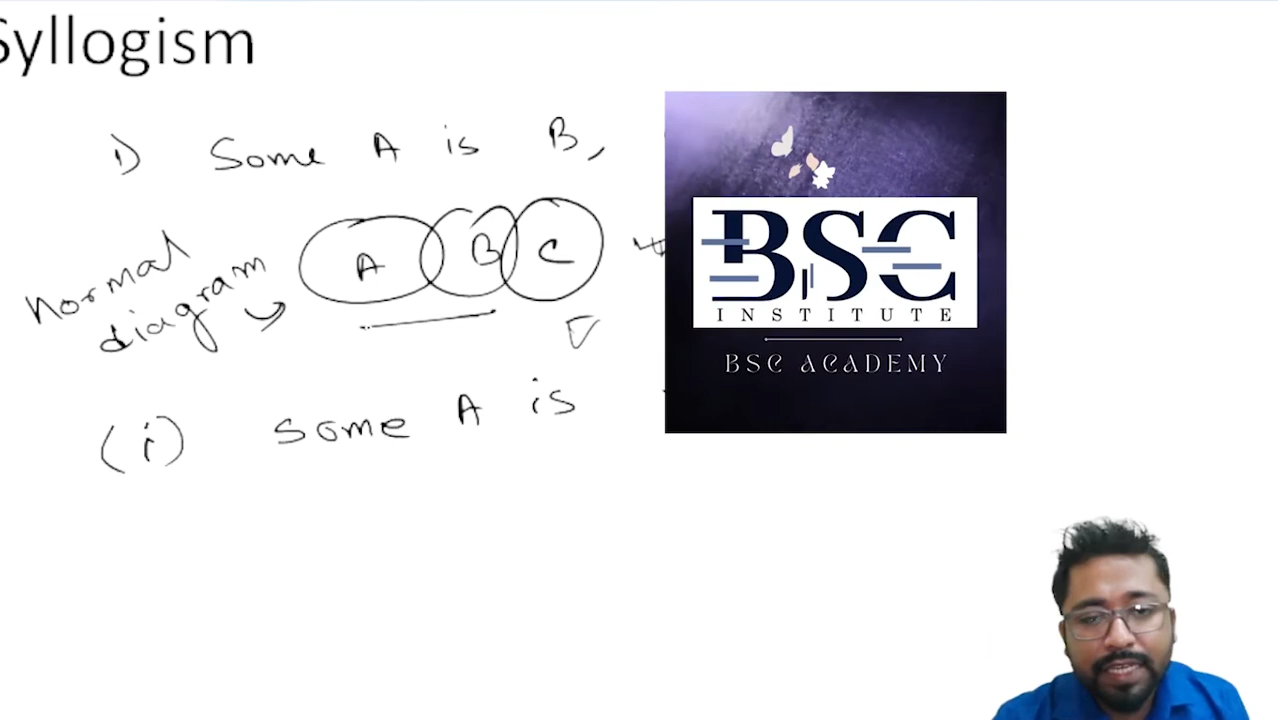 Syllogism
1) Some A is B,
Normal
diagram
A B C
(i) some A is
BSC
INSTITUTE
BSC ACADEMY